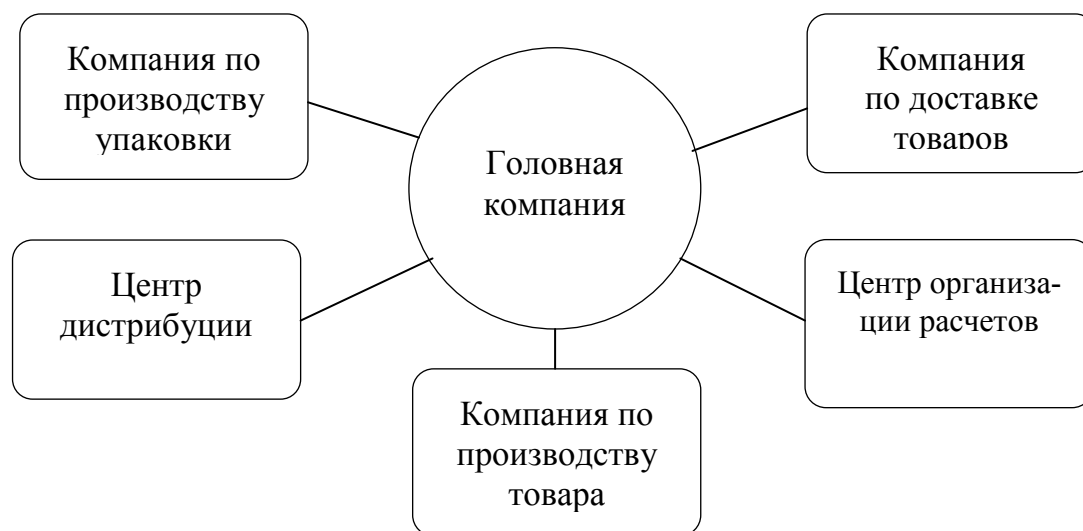 Компания по
производству
упаковки
Головная
компания
Компания
по доставке
товаров
Центр
дистрибуции
Центр организа-
ции расчетов
Компания по
производству
товара